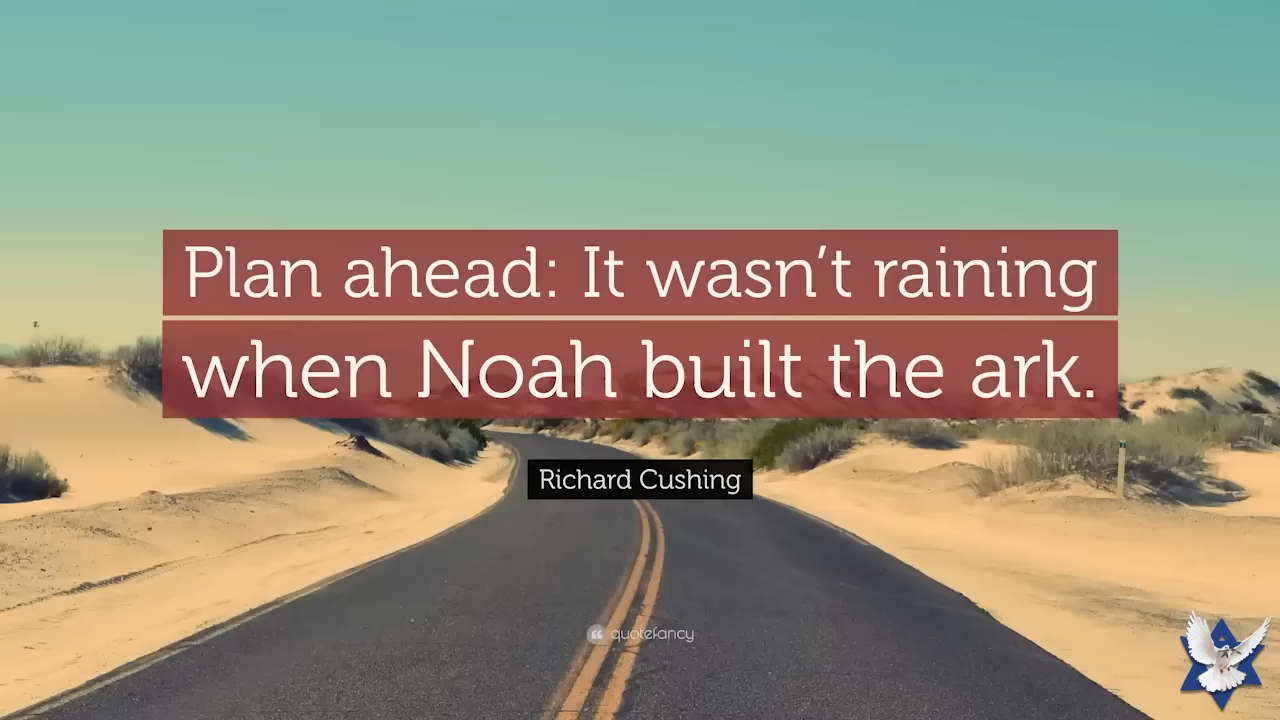 Plan ahead: It wasn’t raining
when Noah built the ark.
Richard Cushing
quotefancy